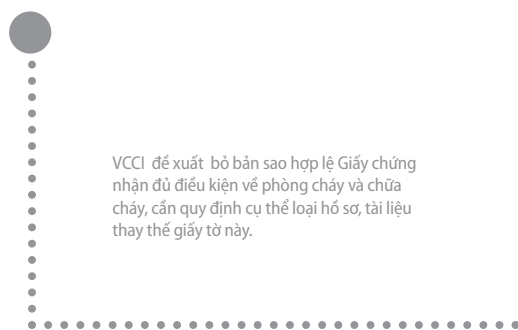 VCCI đề xuất bỏ bản sao hợp lệ Giấy chứng
nhận đủ điều kiện về phòng cháy và chữa
cháy, cần quy định cụ thể loại hồ sơ, tài liệu
thay thế giấy tờ này.